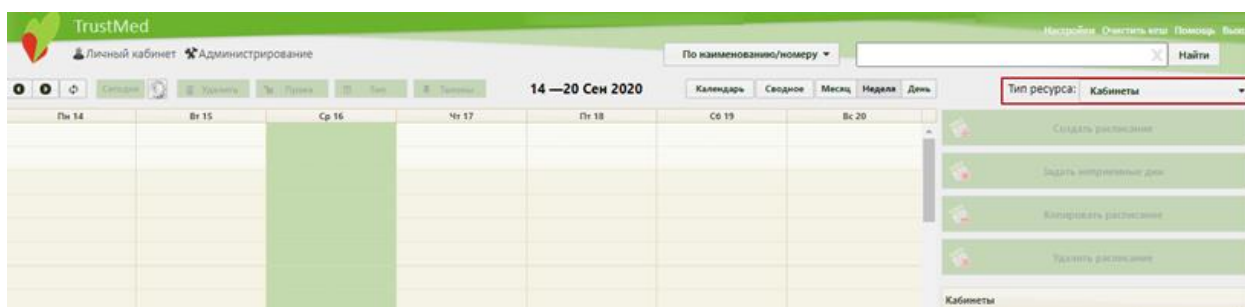 TrustMed
Настройки Очистить кеш Помощь
Личный кабинет Администрирование
По наименованию/номеру
Найти
Сегодня Удалить Тип Талоны
14 —20 Сен 2020
Календарь Сводное Месяц Неделя День
Тип ресурса: Кабинеты
Пн 14 Вт 15 Ср 16 Чт 17 Пт 18 Сб 19 Вс 20
Создать расписание
Задать неприемные дни
Копировать расписание
Удалить расписание
Кабинеты